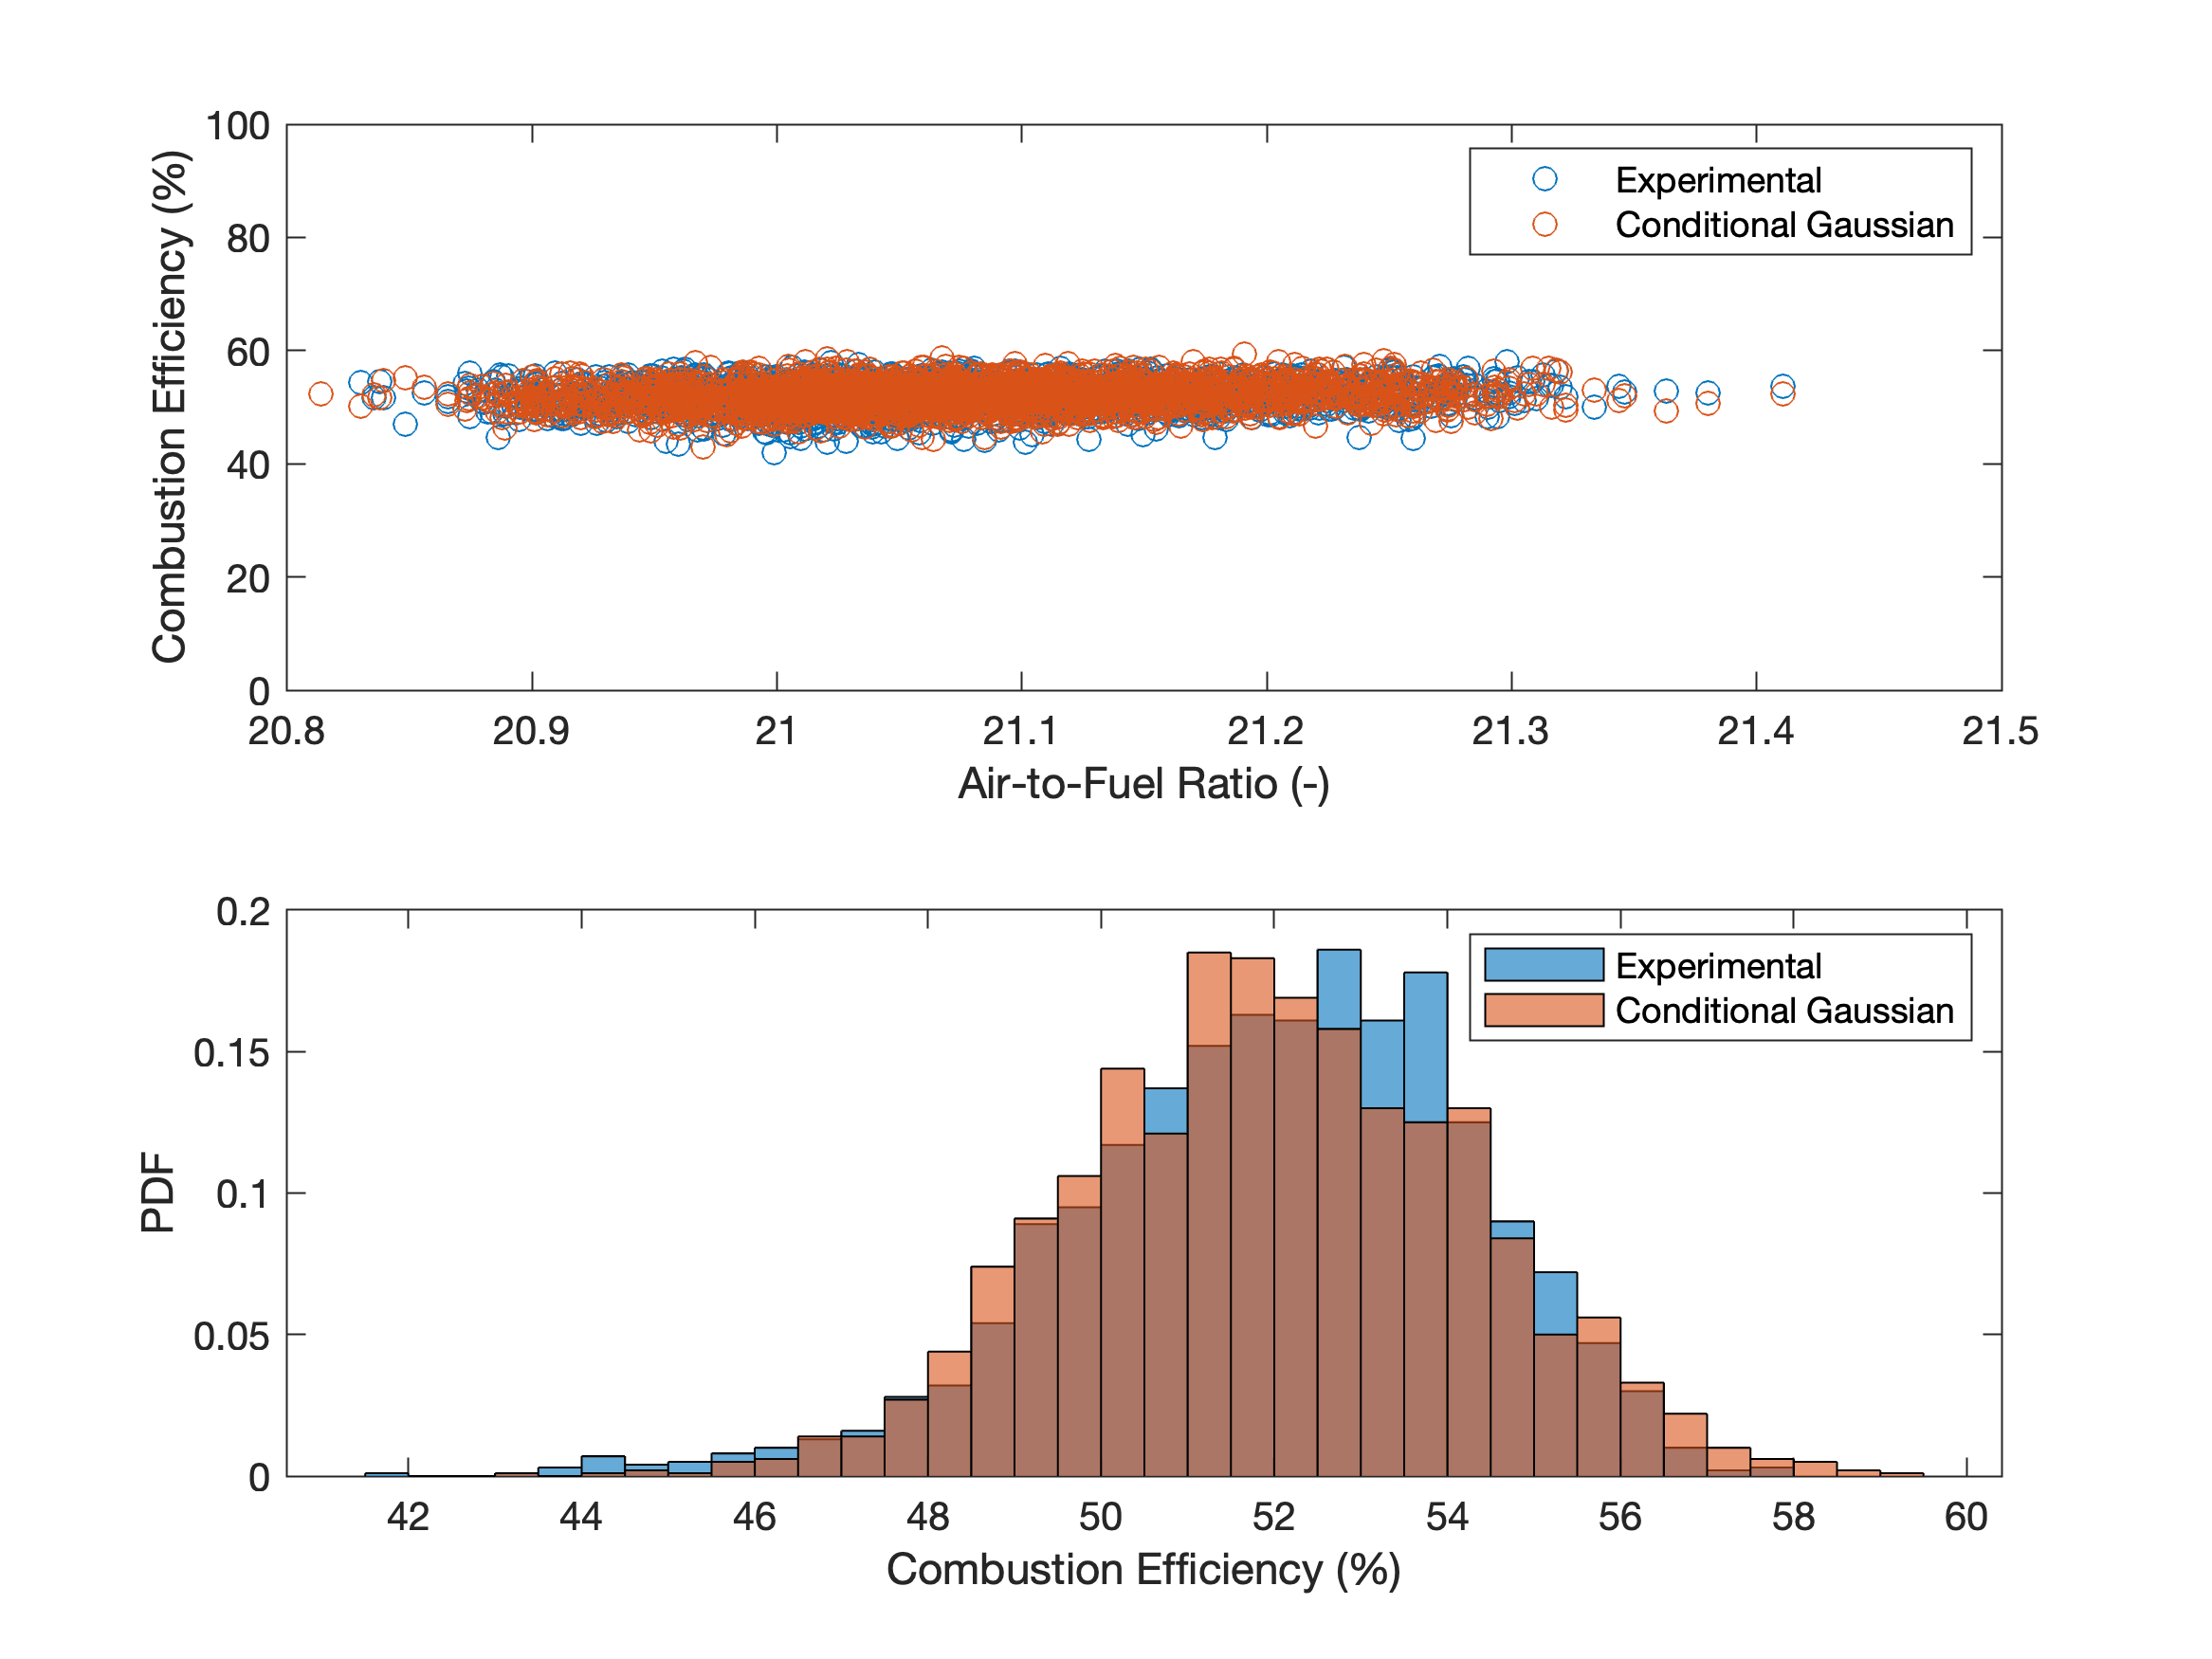 100
80
60
40
20
0
Combustion Efficiency (%)
Experimental
Conditional Gaussian
20.8 20.9 21 21.1 21.2 21.3 21.4 21.5
Air-to-Fuel Ratio (-)
0.2
0.15
0.1
0.05
0
PDF
Experimental
Conditional Gaussian
42 44 46 48 50 52 54 56 58 60
Combustion Efficiency (%)